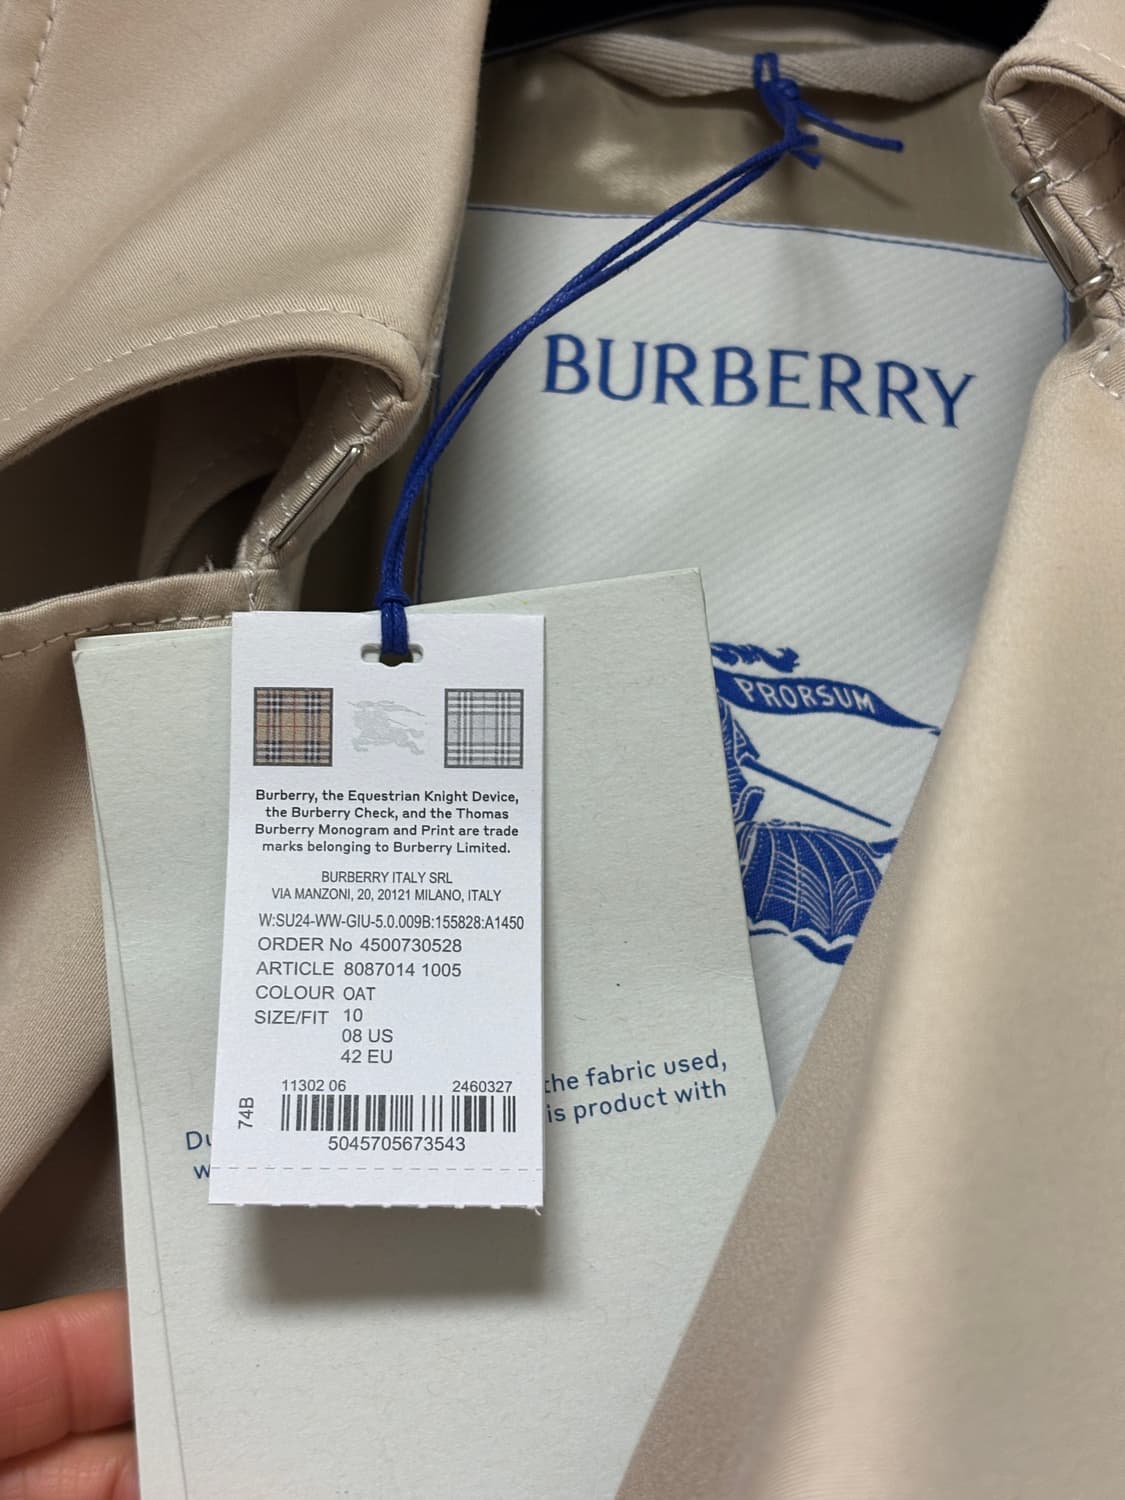 BURBERRY
PRORSUM
Burberry, the Equestrian Knight Device,
the Burberry Check, and the Thomas
Burberry Monogram and Print are trade
marks belonging to Burberry Limited.
BURBERRY ITALY SRL
VIA MANZONI, 20, 20121 MILANO, ITALY
W:SU24-WW-GIU-5.0.009B:155828:A1450
ORDER No 4500730528
ARTICLE 8087014 1005
COLOUR OAT
SIZE/FIT 10
08 US
42 EU
11302 06 2460327
74B
5045705673543
the fabric used,
is product with